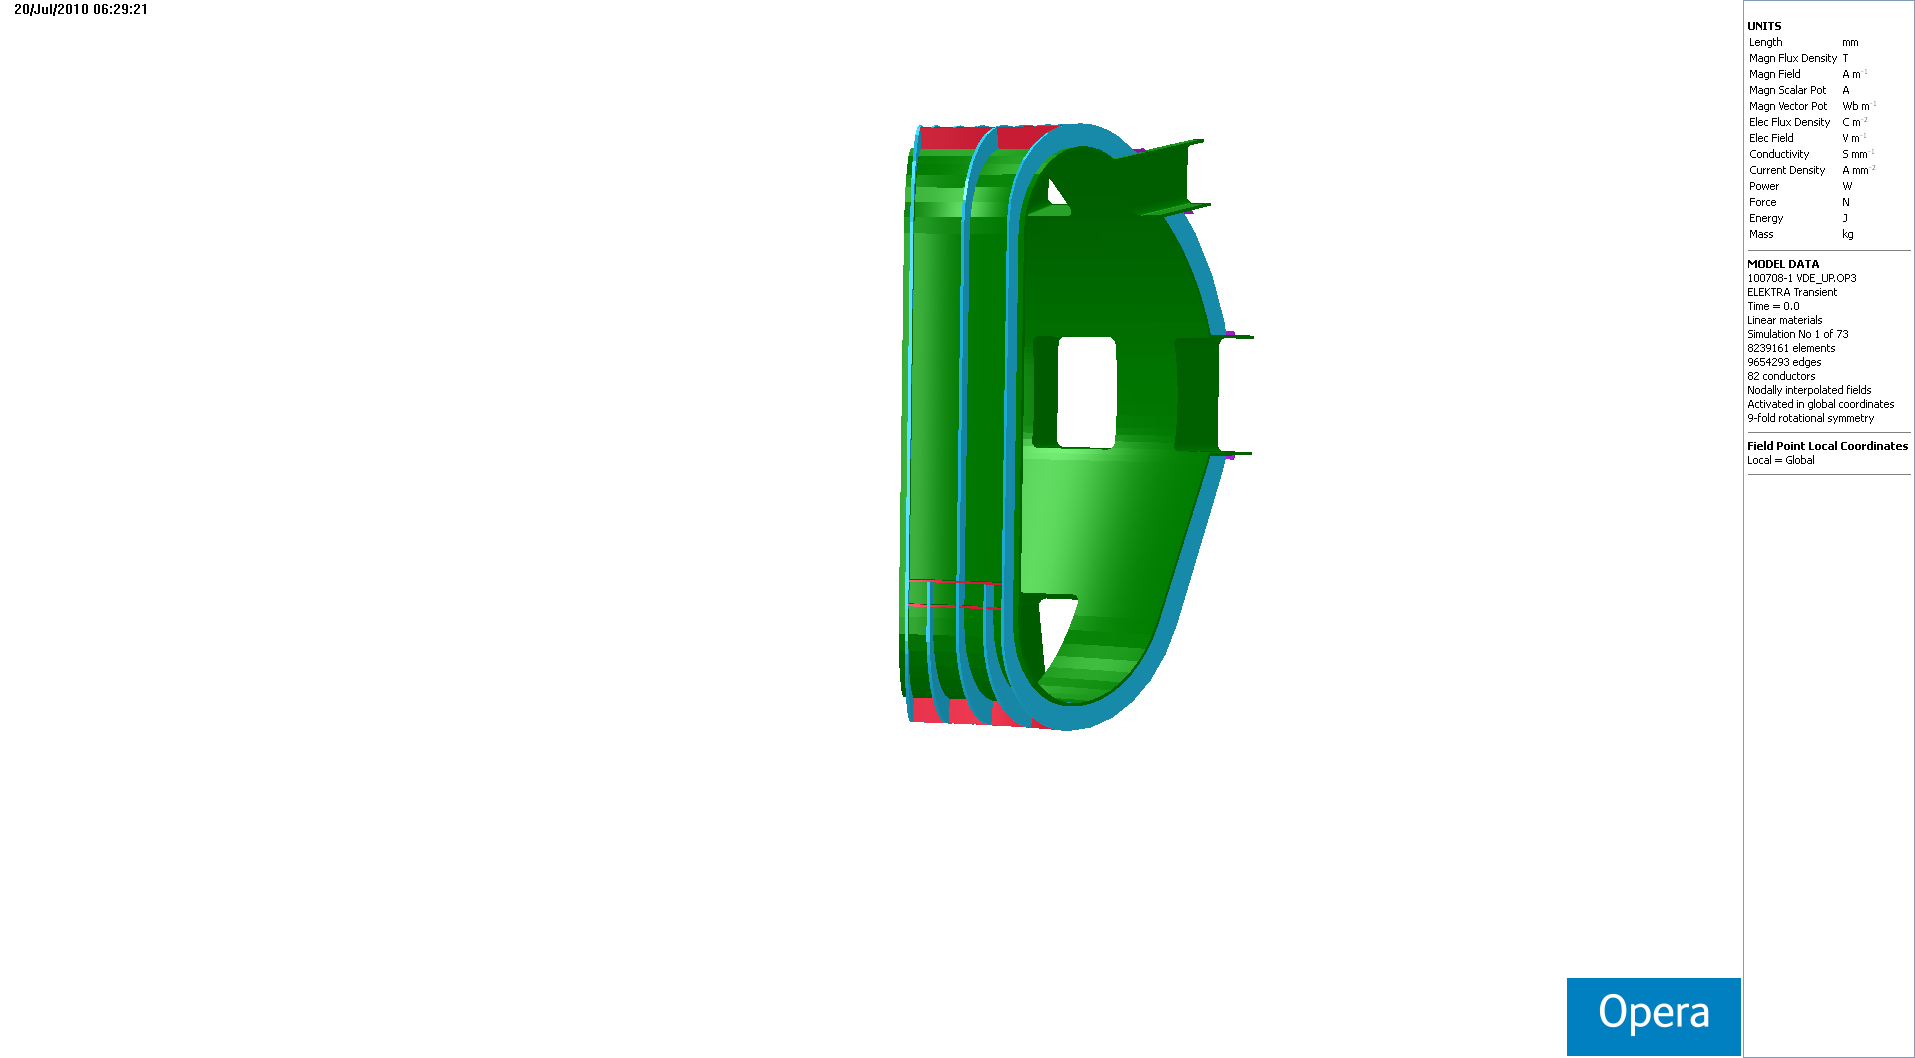 20/Jul/2010 06:29:21
UNITS
Length mm
Magn Flux Density T
Magn Field A m⁻¹
Magn Scalar Pot A
Magn Vector Pot Wb m⁻¹
Elec Flux Density C m⁻²
Elec Field V m⁻¹
Conductivity S mm⁻¹
Current Density A mm⁻²
Power W
Force N
Energy J
Mass kg
MODEL DATA
100708-1 VDE_UP.OP3
ELEKTRA Transient
Time = 0.0
Linear materials
Simulation No 1 of 73
8239161 elements
9654293 edges
82 conductors
Nodally interpolated fields
Activated in global coordinates
9-fold rotational symmetry
Field Point Local Coordinates
Local = Global
Opera